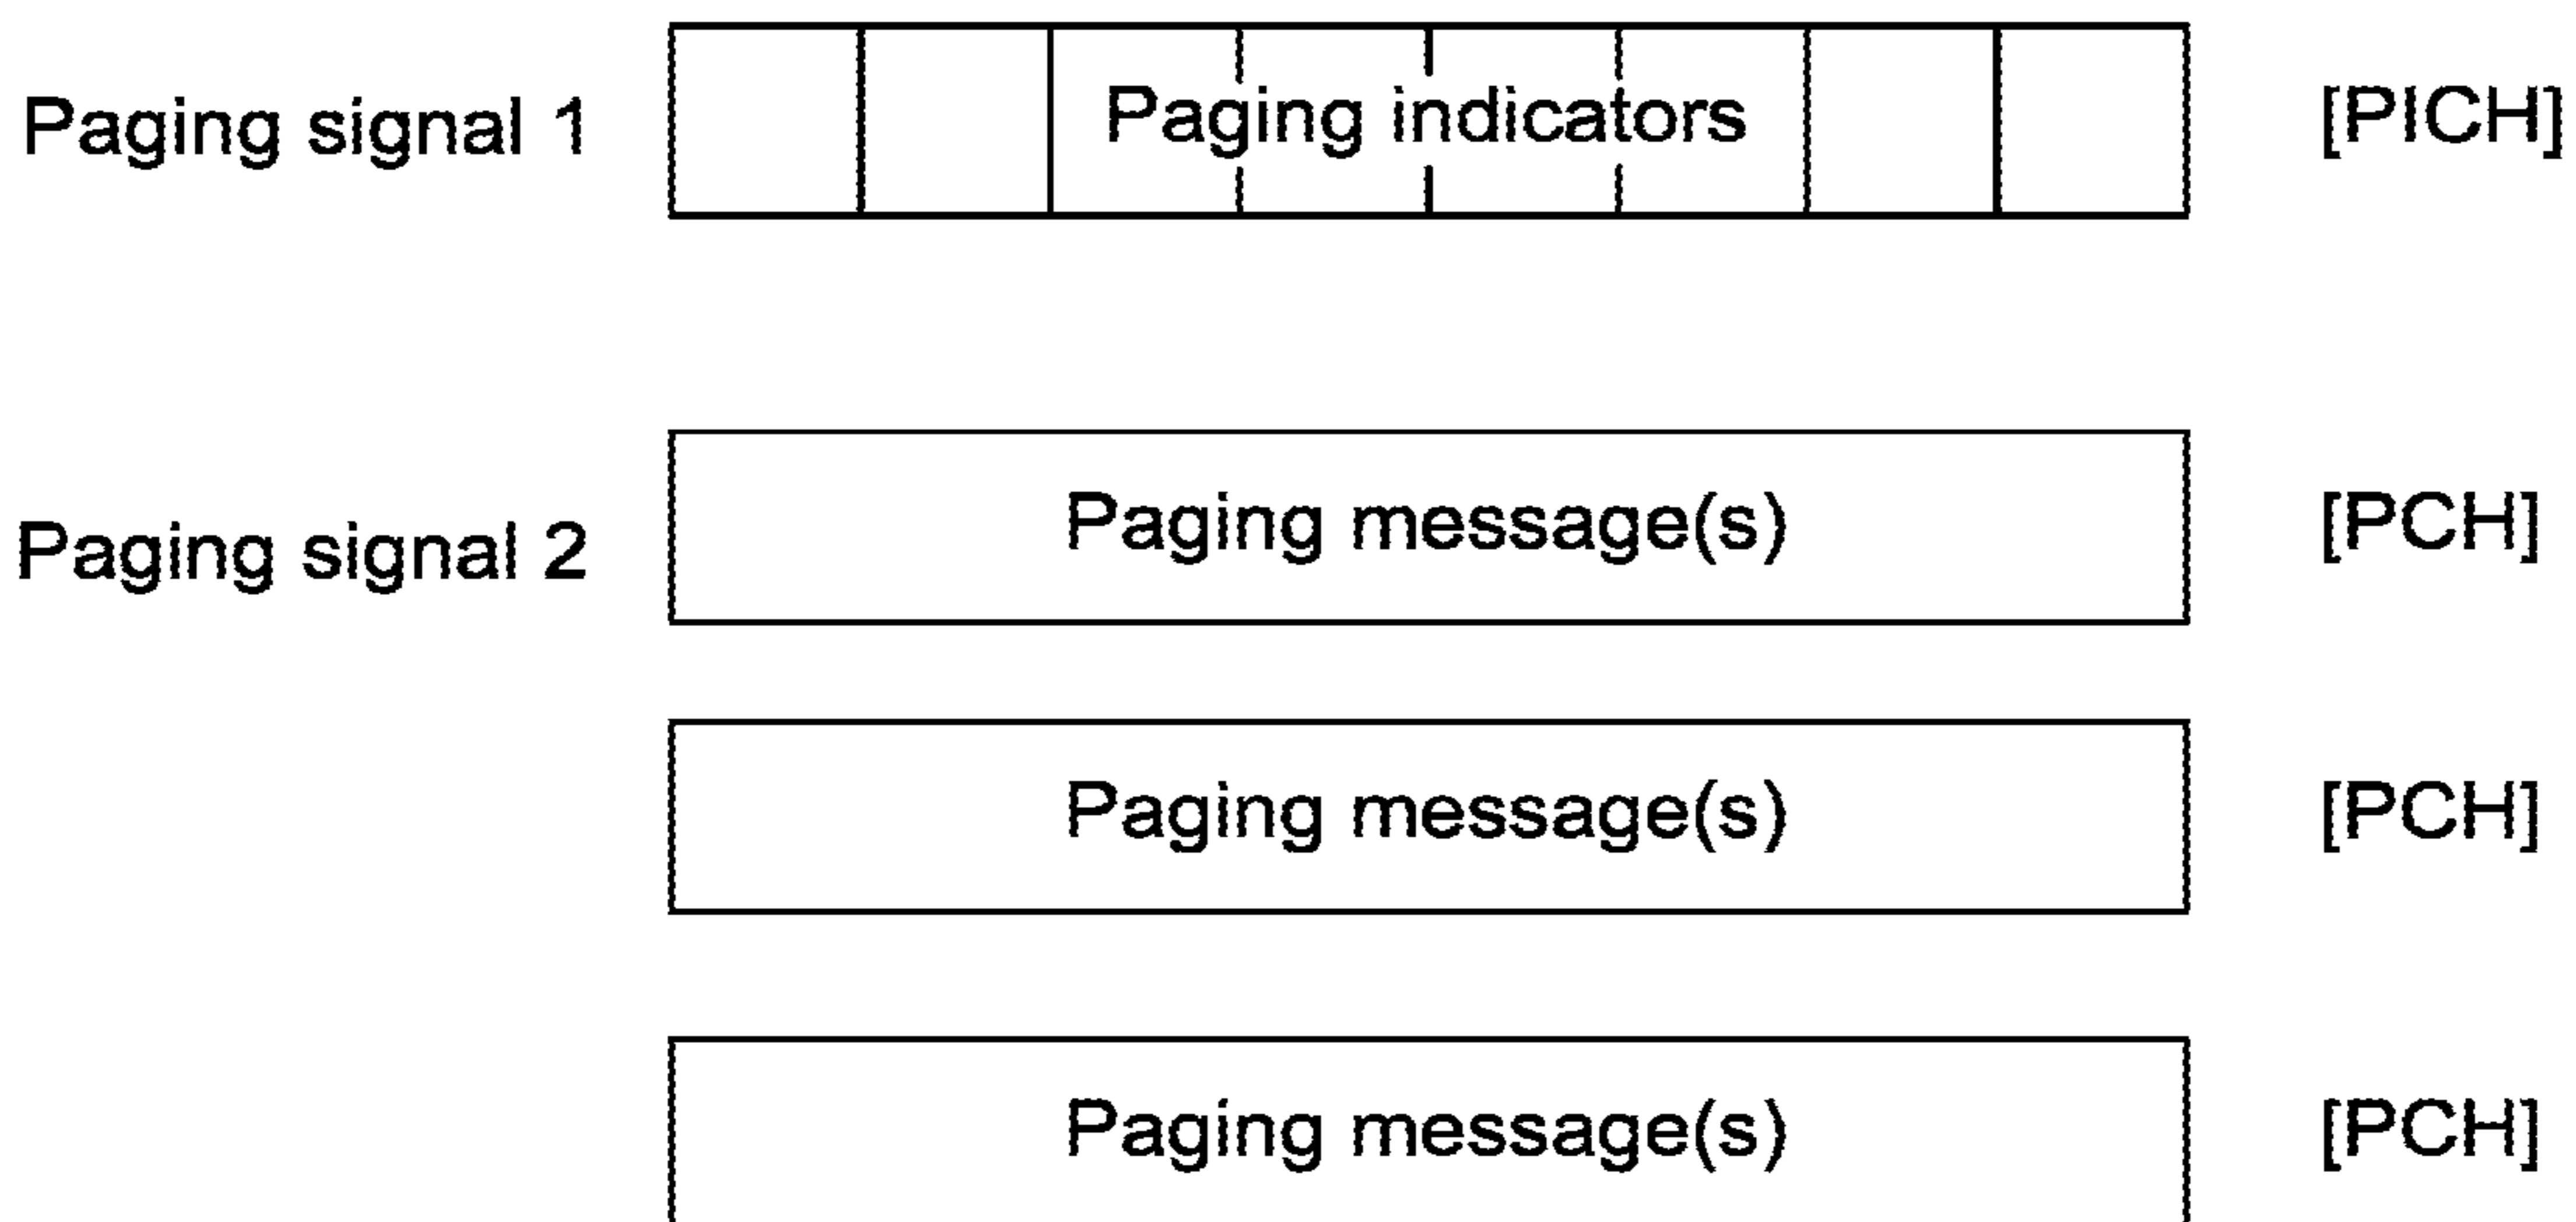 Paging signal 1 Paging indicators [PICH]
Paging signal 2 Paging message(s) [PCH]
Paging message(s) [PCH]
Paging message(s) [PCH]